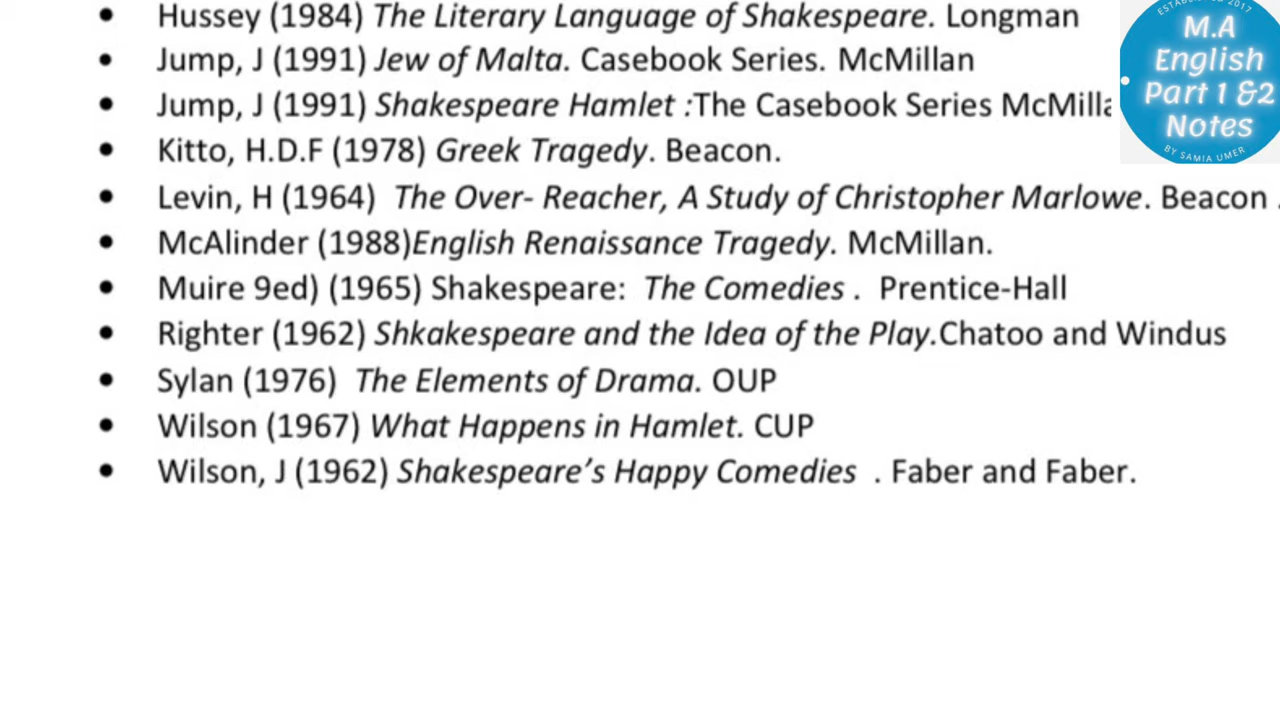 Hussey (1984) The Literary Language of Shakespeare. Longman
• Jump, J (1991) Jew of Malta. Casebook Series. McMillan
• Jump, J (1991) Shakespeare Hamlet :The Casebook Series McMilla
• Kitto, H.D.F (1978) Greek Tragedy. Beacon.
• Levin, H (1964) The Over- Reacher, A Study of Christopher Marlowe. Beacon .
• McAlinder (1988)English Renaissance Tragedy. McMillan.
• Muire 9ed) (1965) Shakespeare: The Comedies . Prentice-Hall
• Righter (1962) Shkakespeare and the Idea of the Play.Chatoo and Windus
• Sylan (1976) The Elements of Drama. OUP
• Wilson (1967) What Happens in Hamlet. CUP
• Wilson, J (1962) Shakespeare’s Happy Comedies . Faber and Faber.
ESTABLISHED 2017
M.A
English
Part 1 &2
Notes
BY SAMIA UMER